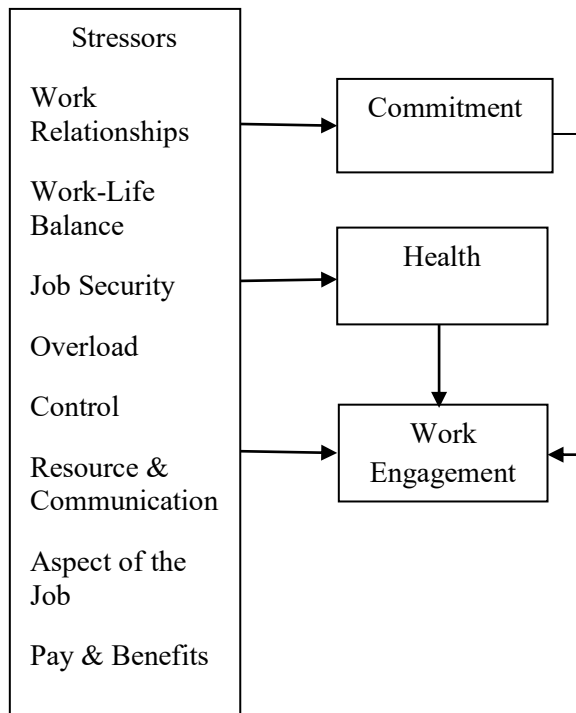 Stressors
Work
Relationships
Work-Life
Balance
Job Security
Overload
Control
Resource &
Communication
Aspect of the
Job
Pay & Benefits
Commitment
Health
Work
Engagement